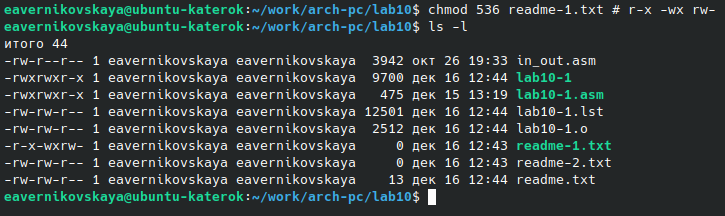 eavernikovskaya@ubuntu-katerok:~/work/arch-pc/lab10$ chmod 536 readme-1.txt # r-x -wx rw-
eavernikovskaya@ubuntu-katerok:~/work/arch-pc/lab10$ ls -l
итого 44
-rw-r--r-- 1 eavernikovskaya eavernikovskaya  3942 окт 26 19:33 in_out.asm
-rwxrwxr-x 1 eavernikovskaya eavernikovskaya  9700 дек 16 12:44 lab10-1
-rwxrwxr-x 1 eavernikovskaya eavernikovskaya   475 дек 15 13:19 lab10-1.asm
-rw-rw-r-- 1 eavernikovskaya eavernikovskaya 12501 дек 16 12:44 lab10-1.lst
-rw-rw-r-- 1 eavernikovskaya eavernikovskaya  2512 дек 16 12:44 lab10-1.o
-r-x-wxrw- 1 eavernikovskaya eavernikovskaya     0 дек 16 12:43 readme-1.txt
-rw-rw-r-- 1 eavernikovskaya eavernikovskaya     0 дек 16 12:43 readme-2.txt
-rw-rw-r-- 1 eavernikovskaya eavernikovskaya    13 дек 16 12:44 readme.txt
eavernikovskaya@ubuntu-katerok:~/work/arch-pc/lab10$